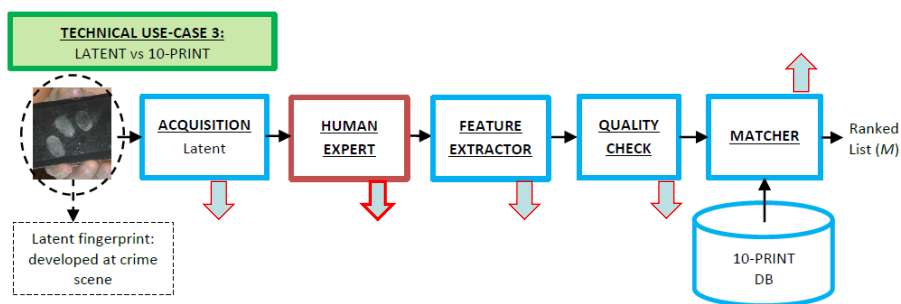 TECHNICAL USE-CASE 3:
LATENT vs 10-PRINT
ACQUISITION
Latent
HUMAN
EXPERT
FEATURE
EXTRACTOR
QUALITY
CHECK
MATCHER
Ranked
List (M)
Latent fingerprint:
developed at crime
scene
10-PRINT
DB